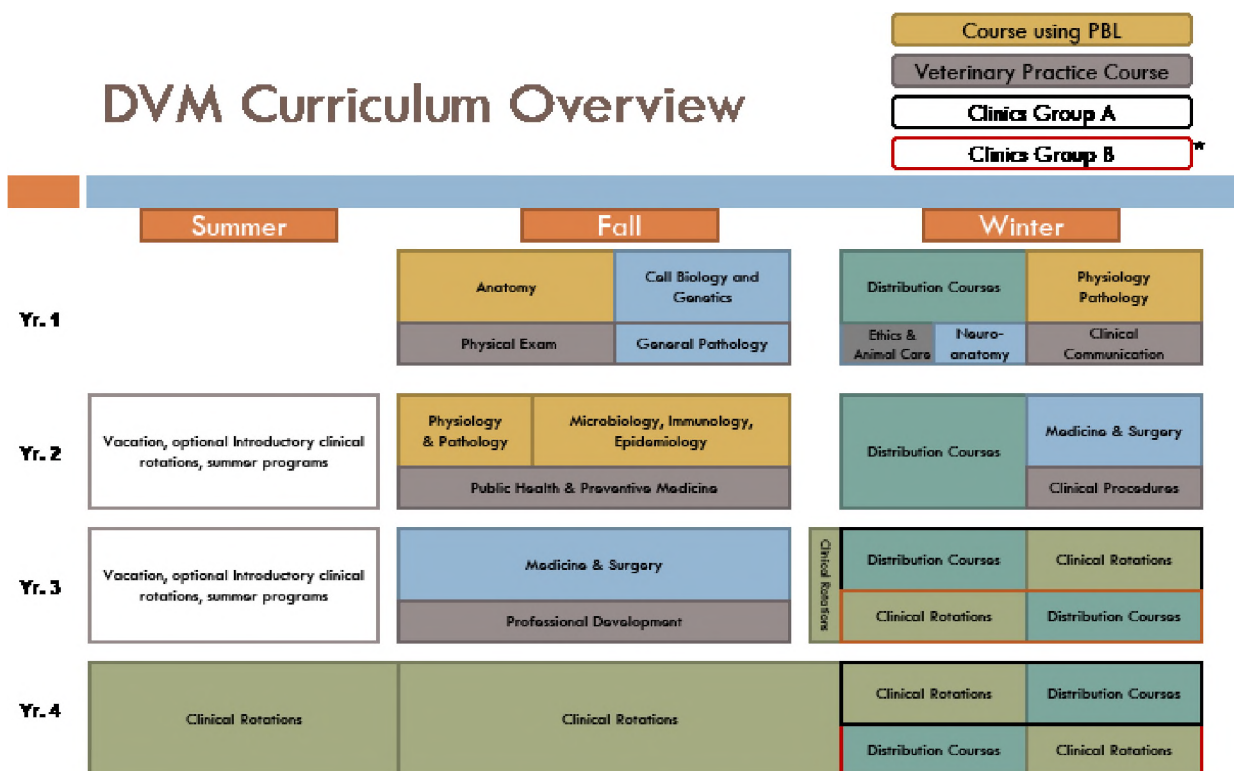 Course using PBL
Veterinary Practice Course
DVM Curriculum Overview
Clinics Group A
Clinics Group B *
Summer
Fall
Winter
Yr. 1
Anatomy
Cell Biology and
Genetics
Physical Exam
General Pathology
Distribution Courses
Physiology
Pathology
Ethics &
Animal Care
Neuro-
anatomy
Clinical
Communication
Yr. 2
Vacation, optional Introductory clinical
rotations, summer programs
Physiology
& Pathology
Microbiology, Immunology,
Epidemiology
Public Health & Preventive Medicine
Distribution Courses
Medicine & Surgery
Clinical Procedures
Yr. 3
Vacation, optional Introductory clinical
rotations, summer programs
Medicine & Surgery
Professional Development
Clinical Rotations
Distribution Courses
Clinical Rotations
Clinical Rotations
Distribution Courses
Yr. 4
Clinical Rotations
Clinical Rotations
Clinical Rotations
Distribution Courses
Distribution Courses
Clinical Rotations